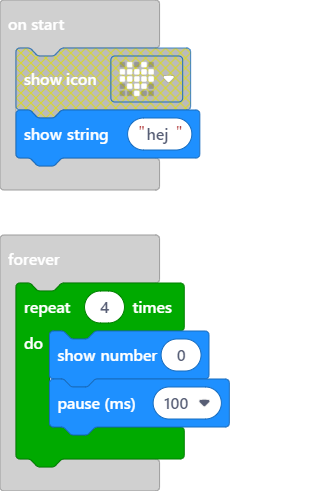 on start
show icon
show string "hej "
forever
repeat 4 times
do
show number 0
pause (ms) 100